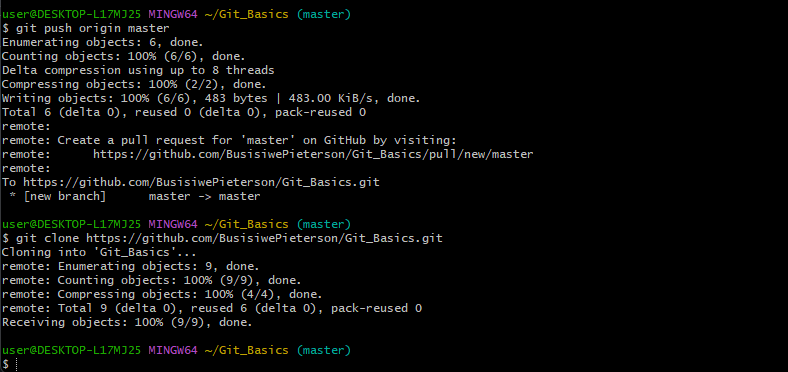 user@DESKTOP-L17MJ25 MINGW64 ~/Git_Basics (master)
$ git push origin master
Enumerating objects: 6, done.
Counting objects: 100% (6/6), done.
Delta compression using up to 8 threads
Compressing objects: 100% (2/2), done.
Writing objects: 100% (6/6), 483 bytes | 483.00 KiB/s, done.
Total 6 (delta 0), reused 0 (delta 0), pack-reused 0
remote:
remote: Create a pull request for 'master' on GitHub by visiting:
remote:      https://github.com/BusisiwePieterson/Git_Basics/pull/new/master
remote:
To https://github.com/BusisiwePieterson/Git_Basics.git
 * [new branch]      master -> master
user@DESKTOP-L17MJ25 MINGW64 ~/Git_Basics (master)
$ git clone https://github.com/BusisiwePieterson/Git_Basics.git
Cloning into 'Git_Basics'...
remote: Enumerating objects: 9, done.
remote: Counting objects: 100% (9/9), done.
remote: Compressing objects: 100% (4/4), done.
remote: Total 9 (delta 0), reused 6 (delta 0), pack-reused 0
Receiving objects: 100% (9/9), done.
user@DESKTOP-L17MJ25 MINGW64 ~/Git_Basics (master)
$